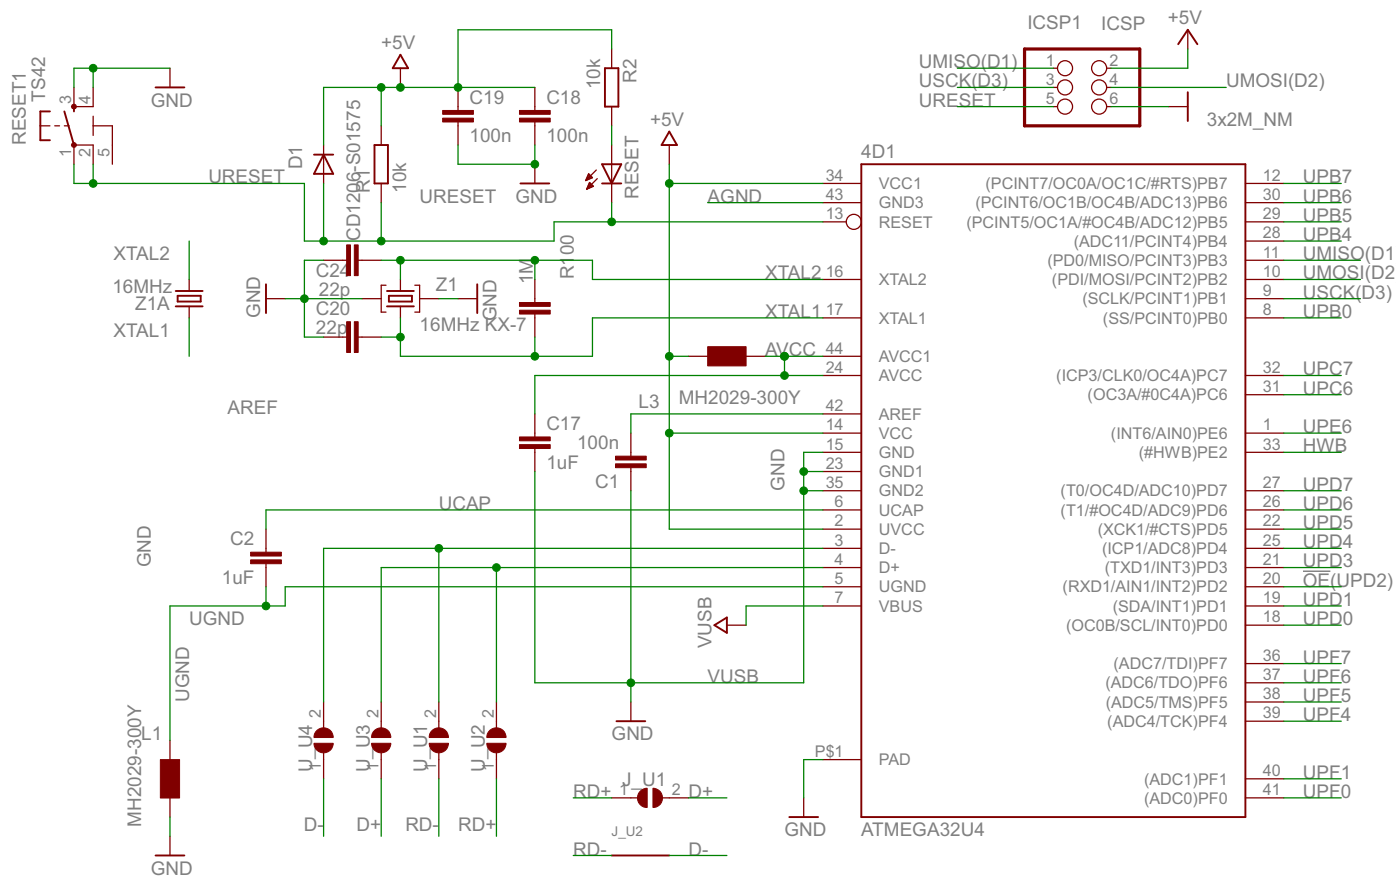 ICSP1 ICSP
+5V
UMISO(D1) 1 2
USCK(D3) 3 4 UMOSI(D2)
URESET 5 6
3x2M_NM
RESET1
TS42
3 4
1 2 5
GND
+5V
C19
100n
C18
100n
10k
R2
RESET
D1
CD1206-S01575
R1
10k
URESET
URESET
GND
+5V
XTAL2
16MHz
Z1A
XTAL1
GND
C24
22p
C20
22p
Z1
GND
16MHz KX-7
1M
R100
AREF
AGND
XTAL2
XTAL1
AVCC
MH2029-300Y
L3
C17
1uF
100n
C1
GND
UCAP
GND
C2
1uF
UGND
UGND
L1
MH2029-300Y
GND
VUSB
VUSB
GND
2 2 2 2
U_U4
U_U3
U_U1
U_U2
1 1 1 1
D- D+ RD- RD+
J_U1
RD+ 1 2 D+
J_U2
RD- D-
GND
4D1
34 VCC1
43 GND3
13 RESET
16 XTAL2
17 XTAL1
44 AVCC1
24 AVCC
42 AREF
14 VCC
15 GND
23 GND1
35 GND2
6 UCAP
2 UVCC
3 D-
4 D+
5 UGND
7 VBUS
P$1 PAD
(PCINT7/OC0A/OC1C/#RTS)PB7 12 UPB7
(PCINT6/OC1B/OC4B/ADC13)PB6 30 UPB6
(PCINT5/OC1A/#OC4B/ADC12)PB5 29 UPB5
(ADC11/PCINT4)PB4 28 UPB4
(PD0/MISO/PCINT3)PB3 11 UMISO(D1
(PDI/MOSI/PCINT2)PB2 10 UMOSI(D2
(SCLK/PCINT1)PB1 9 USCK(D3)
(SS/PCINT0)PB0 8 UPB0
(ICP3/CLK0/OC4A)PC7 32 UPC7
(OC3A/#0C4A)PC6 31 UPC6
(INT6/AIN0)PE6 1 UPE6
(#HWB)PE2 33 HWB
(T0/OC4D/ADC10)PD7 27 UPD7
(T1/#OC4D/ADC9)PD6 26 UPD6
(XCK1/#CTS)PD5 22 UPD5
(ICP1/ADC8)PD4 25 UPD4
(TXD1/INT3)PD3 21 UPD3
(RXD1/AIN1/INT2)PD2 20 OE(UPD2)
(SDA/INT1)PD1 19 UPD1
(OC0B/SCL/INT0)PD0 18 UPD0
(ADC7/TDI)PF7 36 UPF7
(ADC6/TDO)PF6 37 UPF6
(ADC5/TMS)PF5 38 UPF5
(ADC4/TCK)PF4 39 UPF4
(ADC1)PF1 40 UPF1
(ADC0)PF0 41 UPF0
ATMEGA32U4